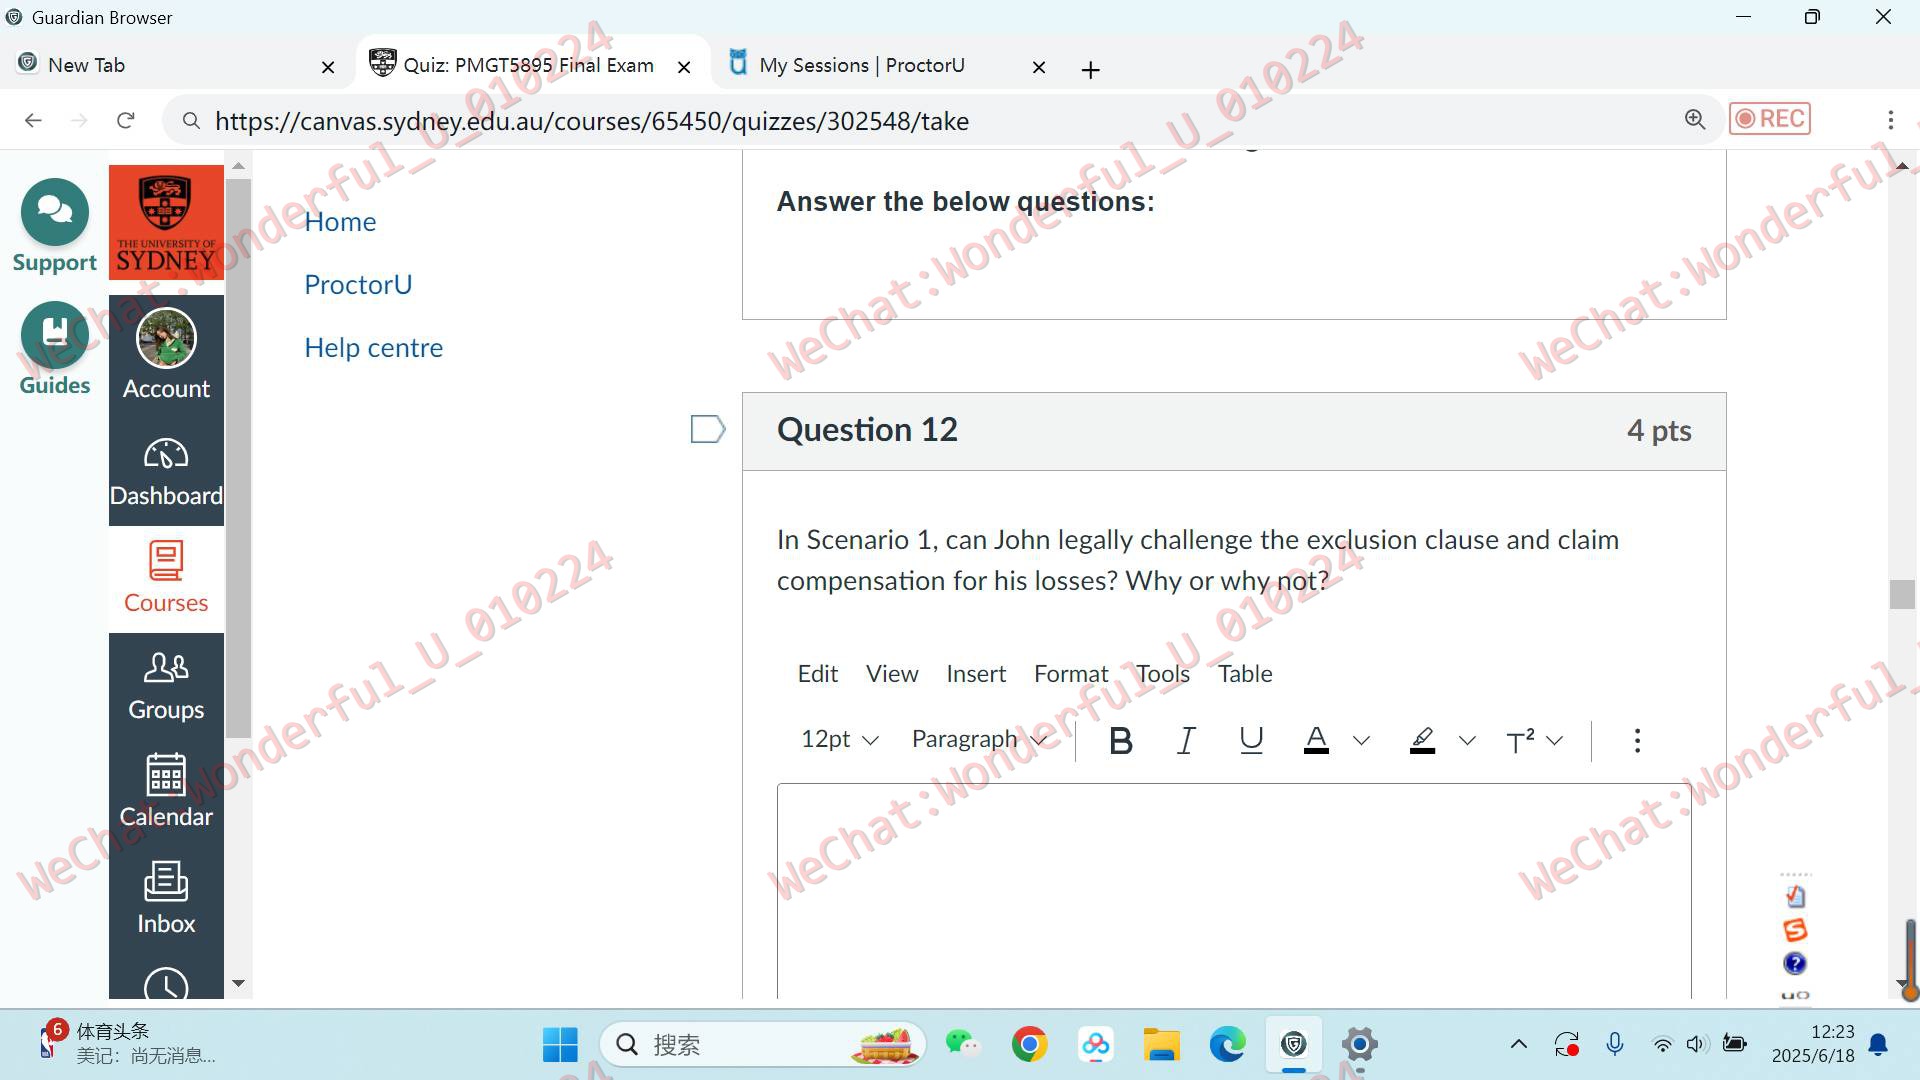 Guardian Browser
New Tab
Quiz: PMGT5895 Final Exam
My Sessions | ProctorU
https://canvas.sydney.edu.au/courses/65450/quizzes/302548/take
REC
Support
Guides
THE UNIVERSITY OF
SYDNEY
Account
Dashboard
Courses
Groups
Calendar
Inbox
Home
ProctorU
Help centre
Answer the below questions:
Question 12
4 pts
In Scenario 1, can John legally challenge the exclusion clause and claim
compensation for his losses? Why or why not?
Edit View Insert Format Tools Table
12pt Paragraph B I U A T²
WeChat:Wonderful_U_010224
WeChat:Wonderful_U_010224
WeChat:Wonderful_
WeChat:Wonderful_U_010224
WeChat:Wonderful_U_010224
WeChat:Wonderful_
6
体育头条
美记：尚无消息...
搜索
12:23
2025/6/18